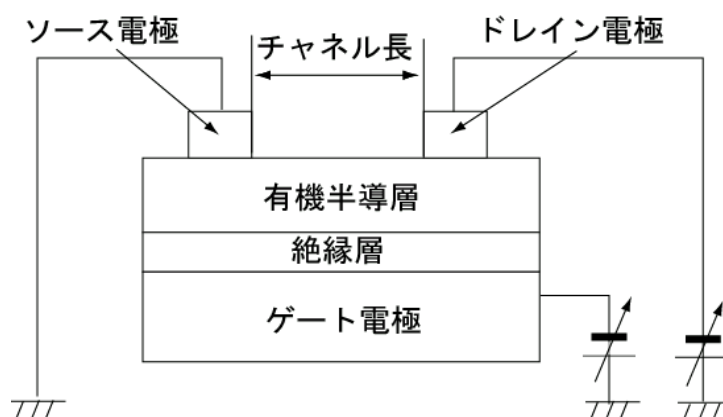 ソース電極
チャネル長
ドレイン電極
有機半導層
絶縁層
ゲート電極